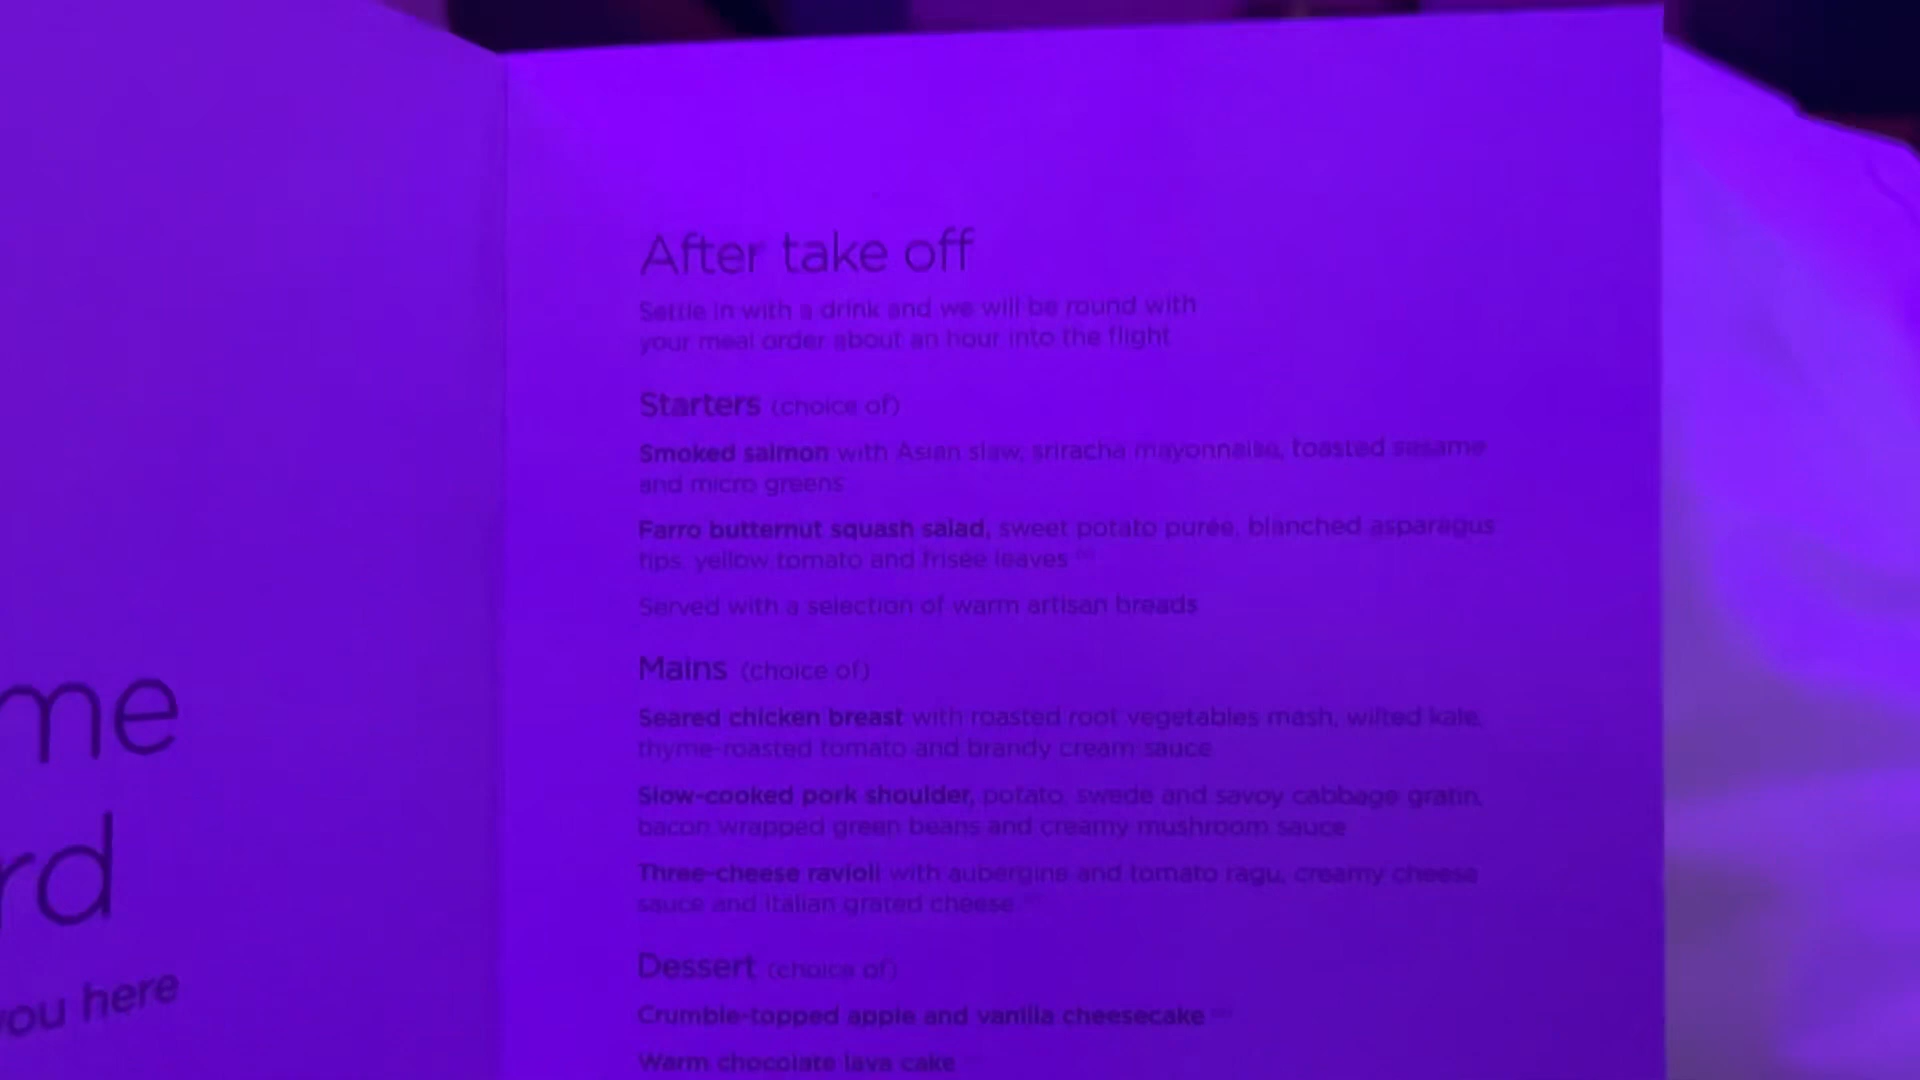 me
rd
you here
After take off
Settle in with a drink and we will be round with
your meal order about an hour into the flight
Starters (choice of)
Smoked salmon with Asian slaw, sriracha mayonnaise, toasted sesame
and micro greens
Farro butternut squash salad, sweet potato purée, blanched asparagus
tips, yellow tomato and frisée leaves
Served with a selection of warm artisan breads
Mains (choice of)
Seared chicken breast with roasted root vegetables mash, wilted kale,
thyme-roasted tomato and brandy cream sauce
Slow-cooked pork shoulder, potato, swede and savoy cabbage gratin,
bacon wrapped green beans and creamy mushroom sauce
Three-cheese ravioli with aubergine and tomato ragu, creamy cheese
sauce and Italian grated cheese
Dessert (choice of)
Crumble-topped apple and vanilla cheesecake
Warm chocolate lava cake